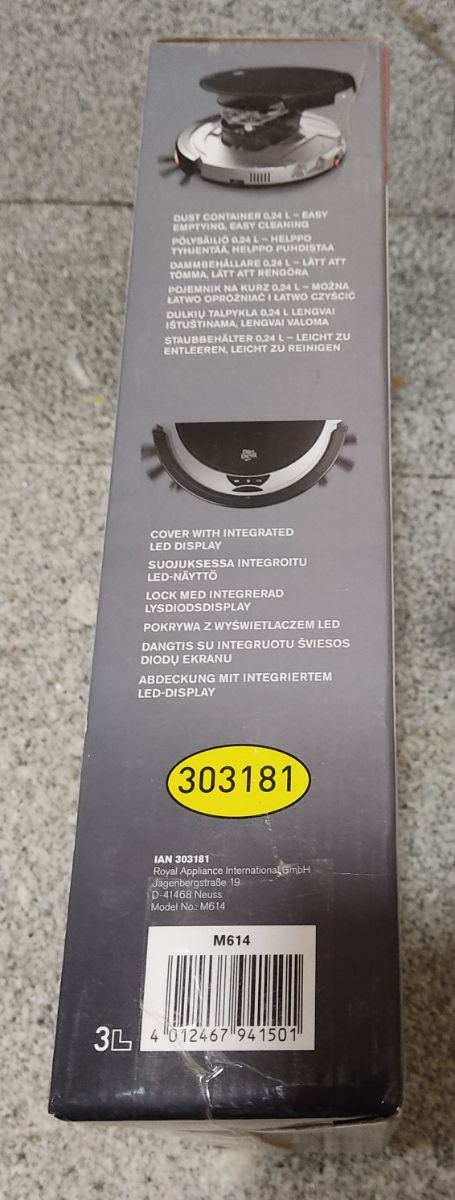 DUST CONTAINER 0,24 L – EASY
EMPTYING, EASY CLEANING
PÖLYSÄILIÖ 0,24 L – HELPPO
TYHJENTÄÄ, HELPPO PUHDISTAA
DAMMBEHÅLLARE 0,24 L – LÄTT ATT
TÖMMA, LÄTT ATT RENGÖRA
POJEMNIK NA KURZ 0,24 L – MOŻNA
ŁATWO OPRÓŻNIAĆ I ŁATWO CZYŚCIĆ
DULKIŲ TALPYKLA 0,24 L LENGVAI
IŠTUŠTINAMA, LENGVAI VALOMA
STAUBBEHÄLTER 0,24 L – LEICHT ZU
ENTLEEREN, LEICHT ZU REINIGEN
Dirt
Devil
COVER WITH INTEGRATED
LED DISPLAY
SUOJUKSESSA INTEGROITU
LED-NÄYTTÖ
LOCK MED INTEGRERAD
LYSDIODSDISPLAY
POKRYWA Z WYŚWIETLACZEM LED
DANGTIS SU INTEGRUOTU ŠVIESOS
DIODŲ EKRANU
ABDECKUNG MIT INTEGRIERTEM
LED-DISPLAY
303181
IAN 303181
Royal Appliance International GmbH
Jagenbergstraße 19
D-41468 Neuss
Model No.: M614
M614
4 012467 941501
3L